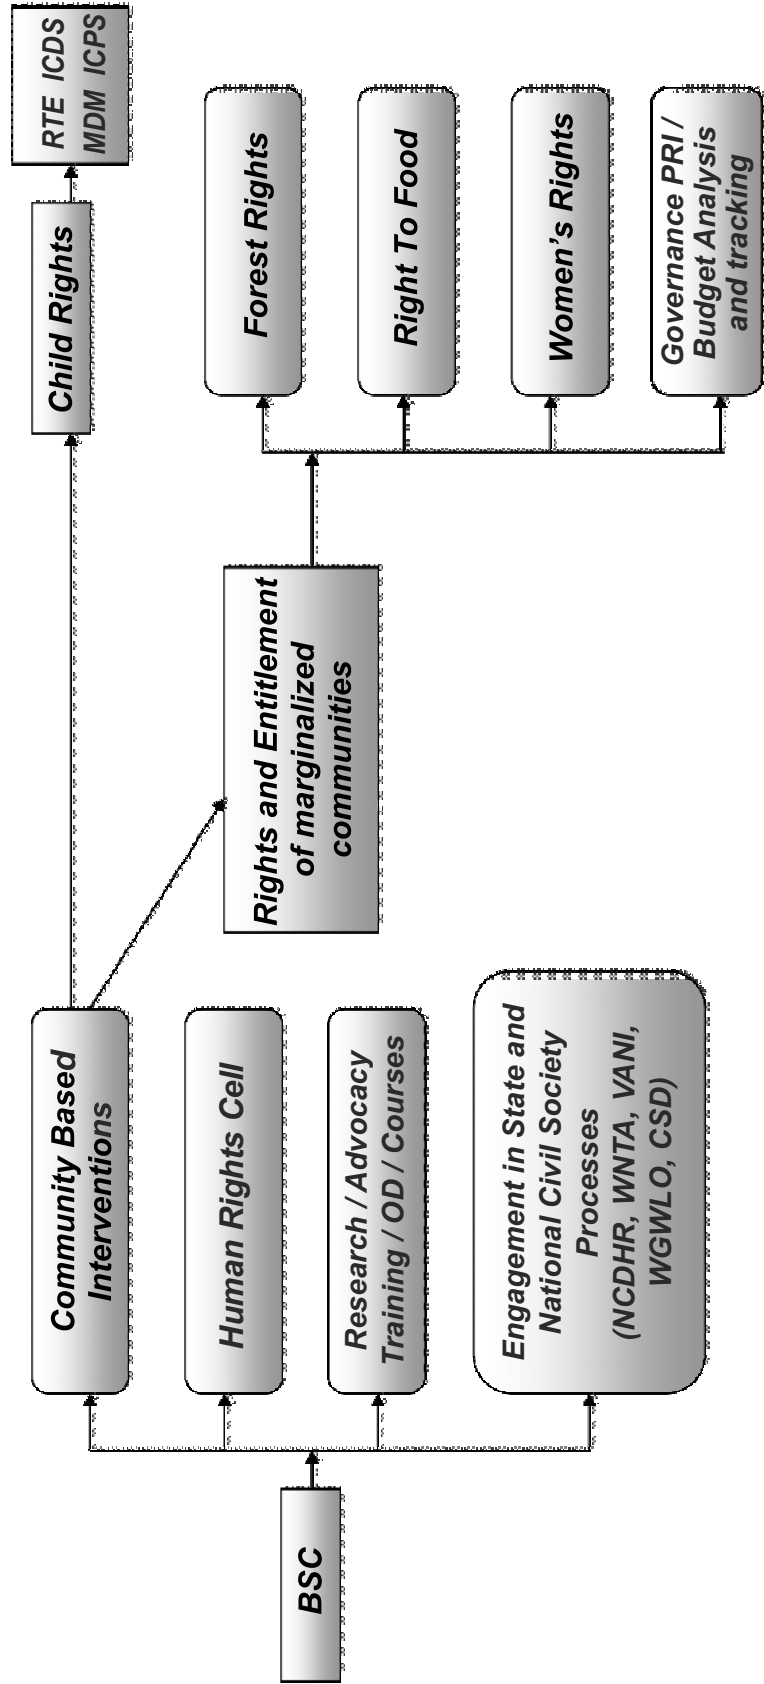 BSC
Community Based
Interventions
Human Rights Cell
Research / Advocacy
Training / OD / Courses
Engagement in State and
National Civil Society
Processes
(NCDHR, WNTA, VANI,
WGWLO, CSD)
Child Rights
RTE ICDS
MDM ICPS
Rights and Entitlement
of marginalized
communities
Forest Rights
Right To Food
Women's Rights
Governance PRI /
Budget Analysis
and tracking